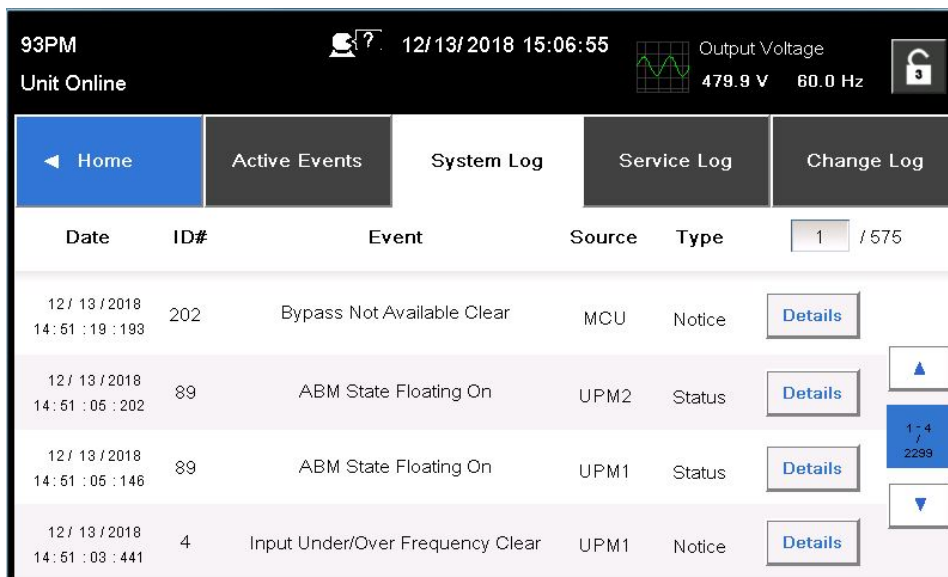 93PM
Unit Online
?
12/13/2018 15:06:55
Output Voltage
479.9 V 60.0 Hz
3
◄ Home
Active Events
System Log
Service Log
Change Log
Date ID# Event Source Type 1 / 575
12/ 13 / 2018
14:51 :19 :193
202 Bypass Not Available Clear MCU Notice Details
12/ 13 / 2018
14:51 :05 :202
89 ABM State Floating On UPM2 Status Details
12/ 13 / 2018
14:51 :05 :146
89 ABM State Floating On UPM1 Status Details
12/ 13 / 2018
14:51 :03 :441
4 Input Under/Over Frequency Clear UPM1 Notice Details
▲
1 - 4
/
2299
▼